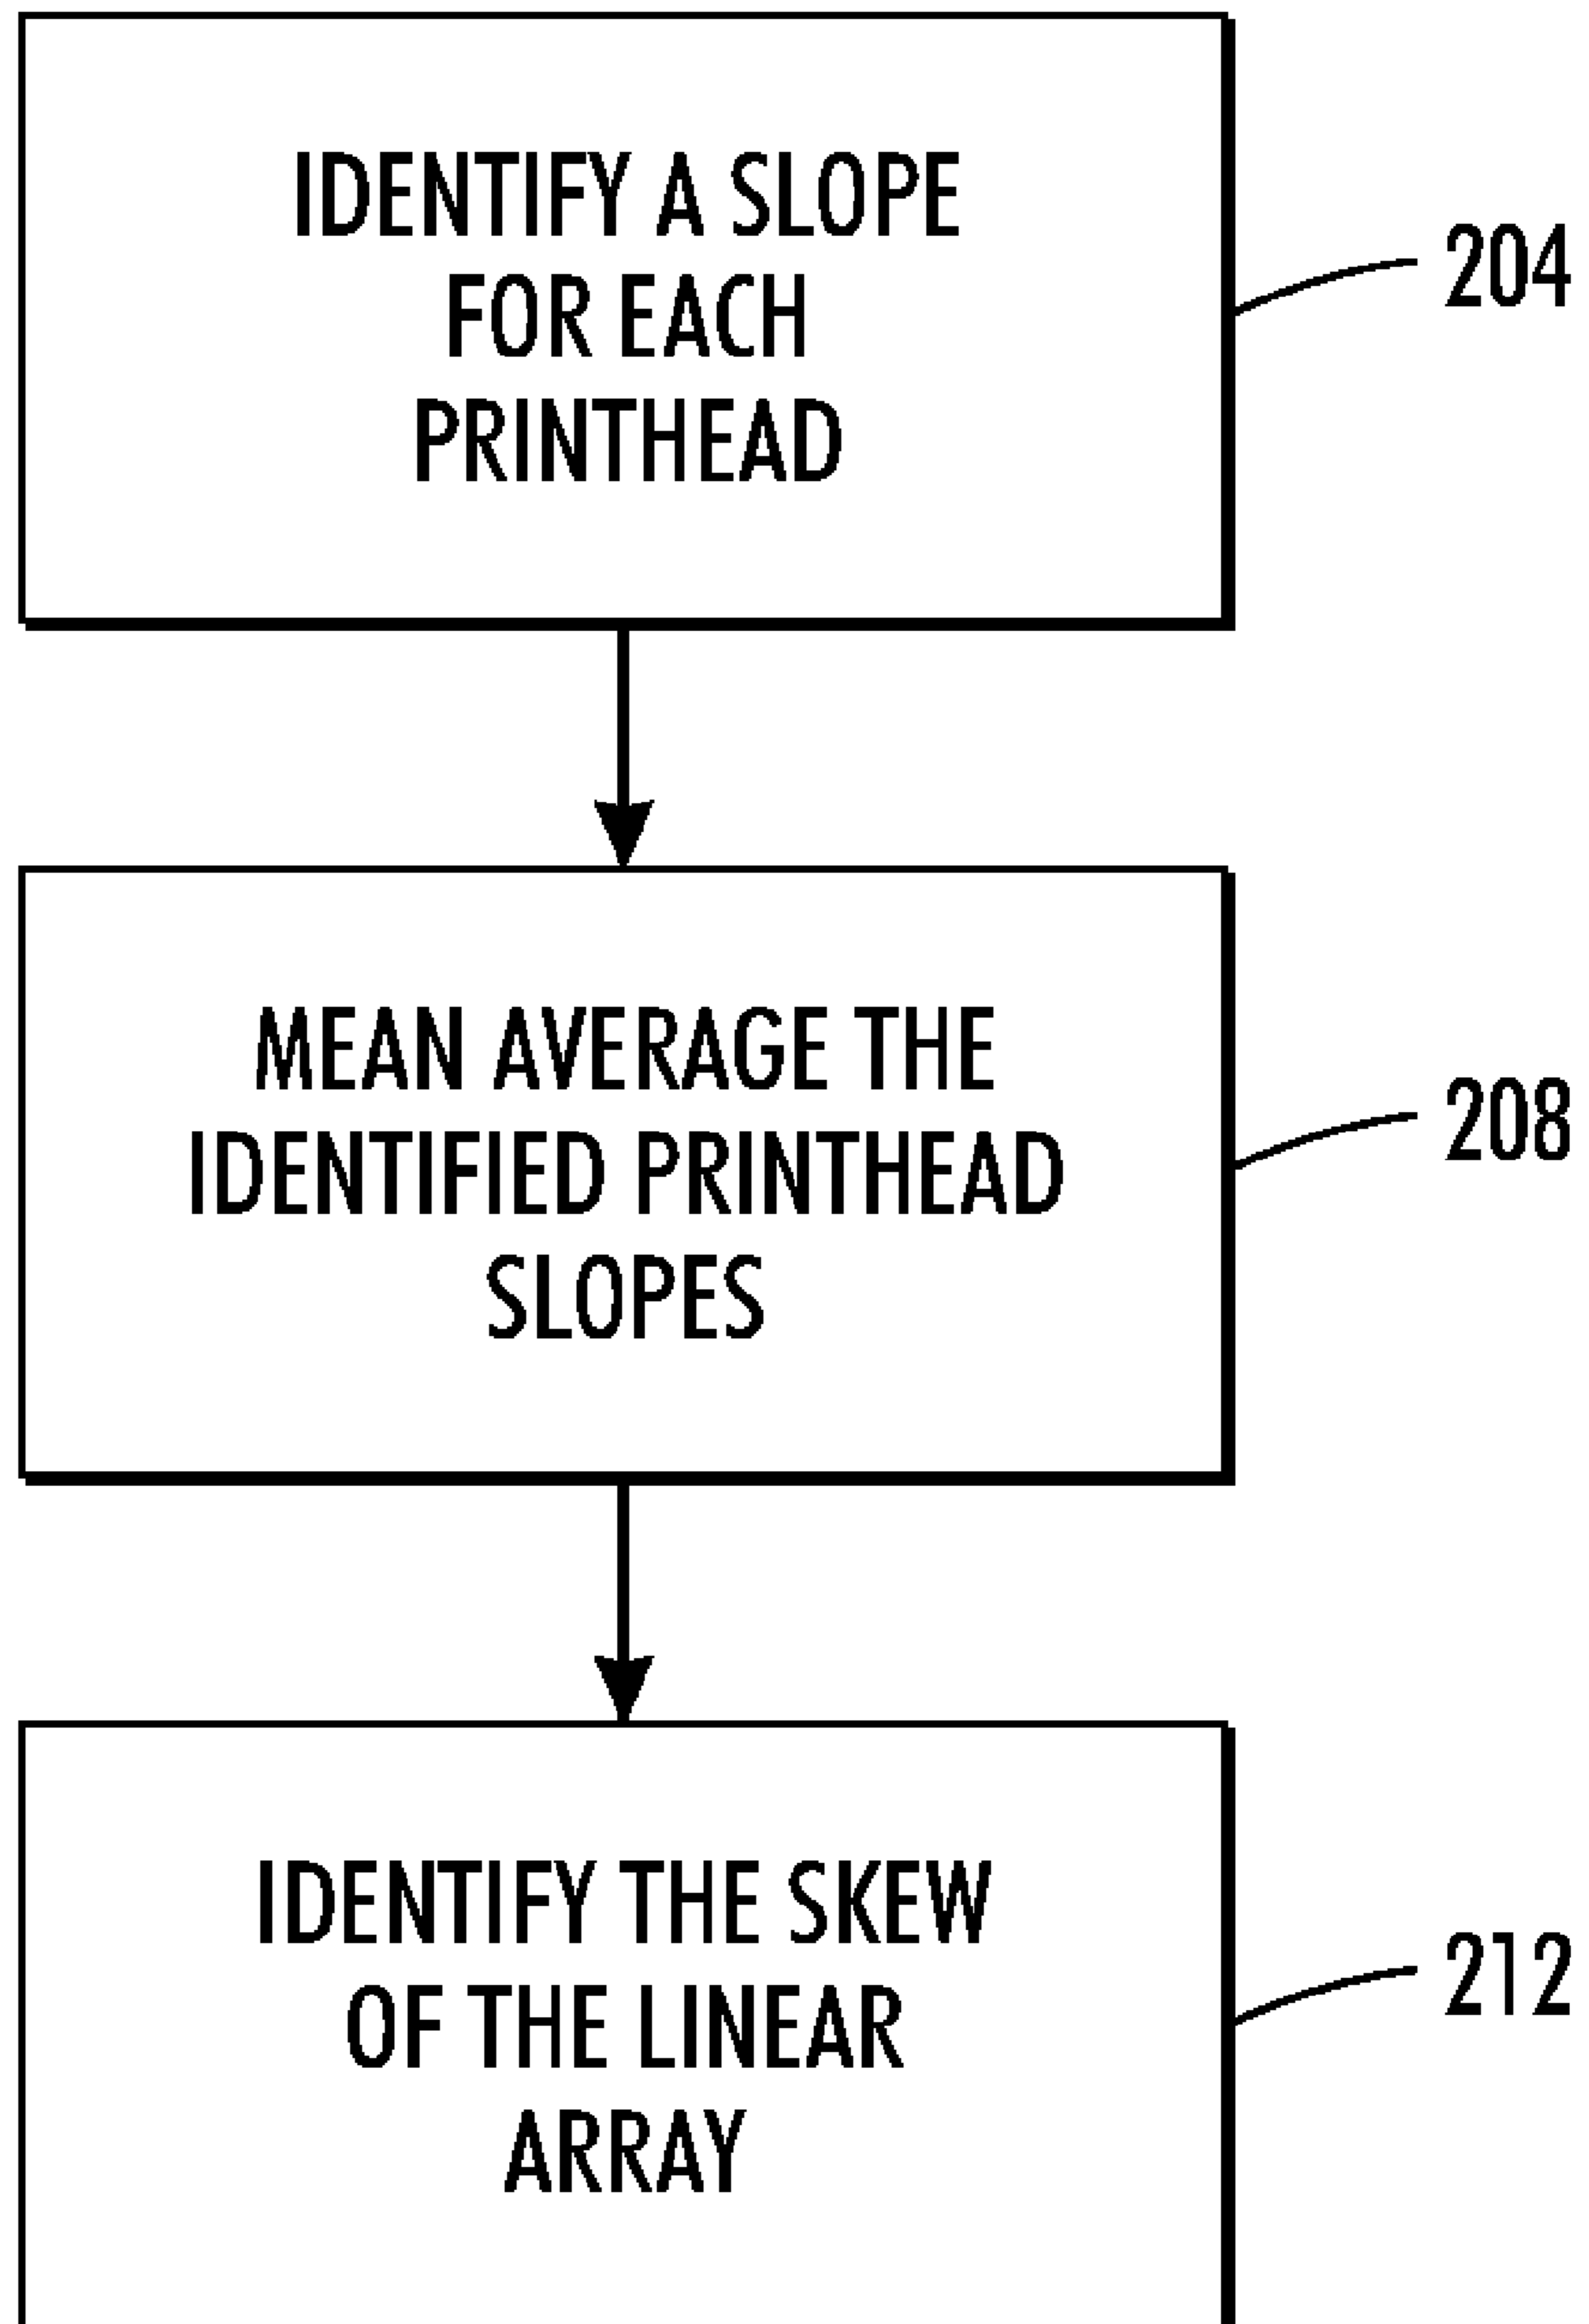 IDENTIFY A SLOPE
FOR EACH
PRINTHEAD
204
MEAN AVERAGE THE
IDENTIFIED PRINTHEAD
SLOPES
208
IDENTIFY THE SKEW
OF THE LINEAR
ARRAY
212